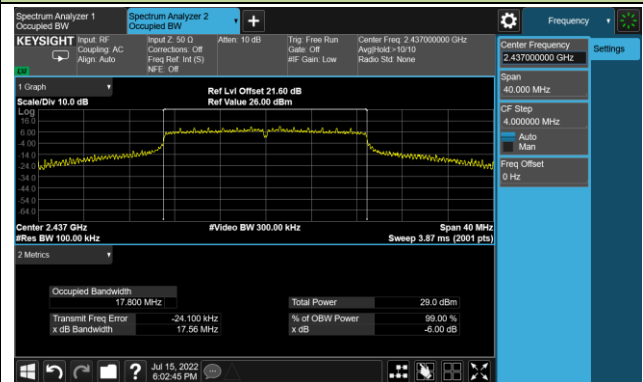 Spectrum Analyzer 1
Occupied BW
Spectrum Analyzer 2
Occupied BW
+
Frequency
KEYSIGHT
Input: RF
Coupling: AC
Align: Auto
Input Z: 50 Ω
Corrections: Off
Freq Ref: Int (S)
NFE: Off
Atten: 10 dB
Trig: Free Run
Gate: Off
#IF Gain: Low
Center Freq: 2.437000000 GHz
Avg|Hold:>10/10
Radio Std: None
Center Frequency
2.437000000 GHz
Settings
Span
40.000 MHz
CF Step
4.000000 MHz
Auto
Man
Freq Offset
0 Hz
1 Graph
Scale/Div 10.0 dB
Ref Lvl Offset 21.60 dB
Ref Value 26.00 dBm
Log
16.0
6.00
-4.00
-14.0
-24.0
-34.0
-44.0
-54.0
-64.0
Center 2.437 GHz
#Video BW 300.00 kHz
Span 40 MHz
#Res BW 100.00 kHz
Sweep 3.87 ms (2001 pts)
2 Metrics
Occupied Bandwidth
17.800 MHz
Total Power 29.0 dBm
Transmit Freq Error -24.100 kHz
% of OBW Power 99.00 %
x dB Bandwidth 17.56 MHz
x dB -6.00 dB
?
Jul 15, 2022
6:02:45 PM